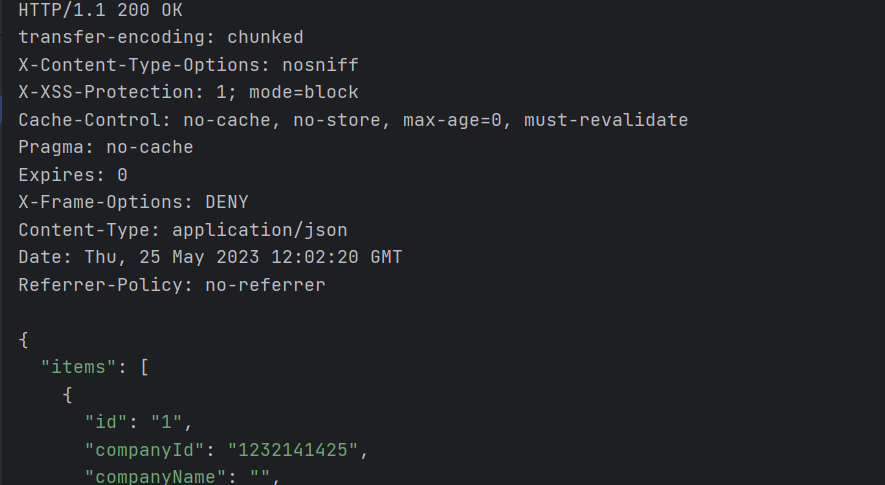 HTTP/1.1 200 OK
transfer-encoding: chunked
X-Content-Type-Options: nosniff
X-XSS-Protection: 1; mode=block
Cache-Control: no-cache, no-store, max-age=0, must-revalidate
Pragma: no-cache
Expires: 0
X-Frame-Options: DENY
Content-Type: application/json
Date: Thu, 25 May 2023 12:02:20 GMT
Referrer-Policy: no-referrer

{
  "items": [
    {
      "id": "1",
      "companyId": "1232141425",
      "companyName": "",